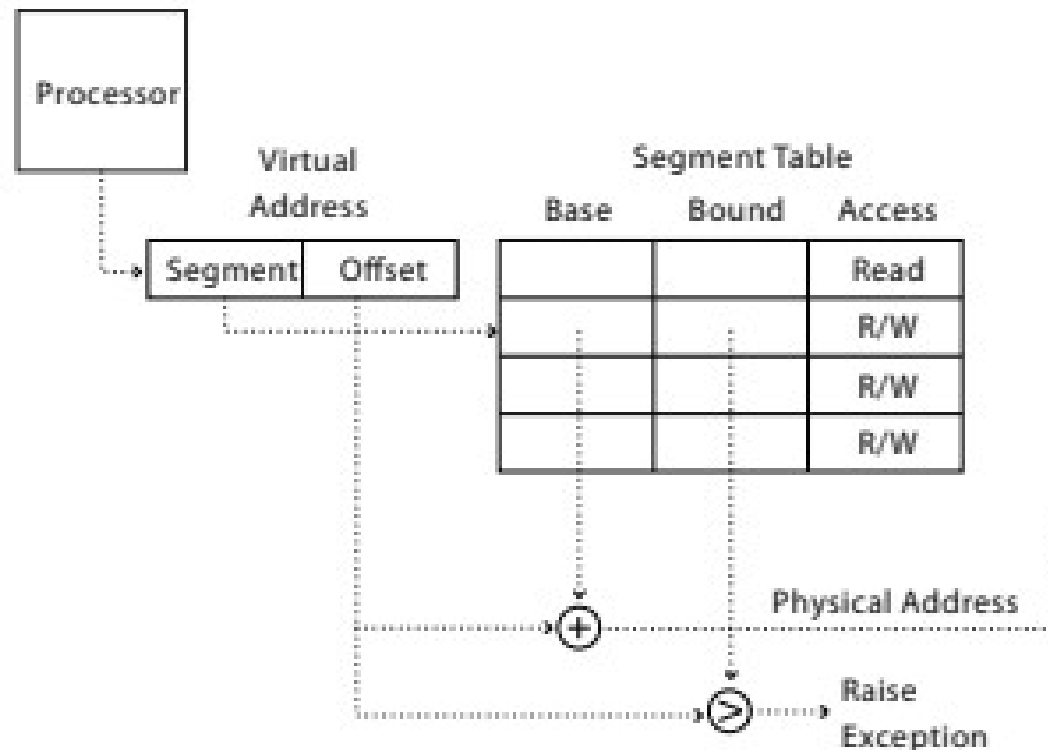 Processor
Virtual
Address
Segment Table
Base Bound Access
Segment Offset
Read
R/W
R/W
R/W
+
Physical Address
>
Raise
Exception